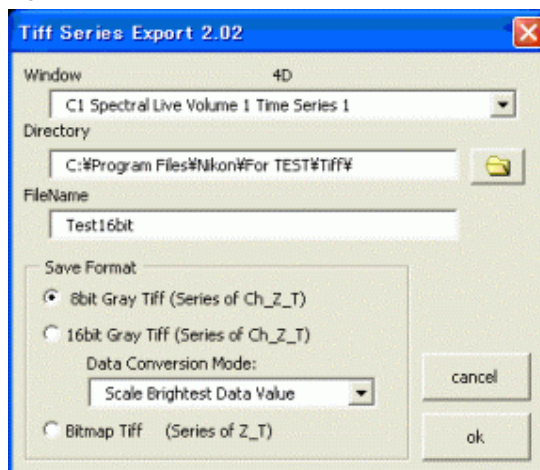 Tiff Series Export 2.02
Window 4D
C1 Spectral Live Volume 1 Time Series 1
Directory
C:¥Program Files¥Nikon¥For TEST¥Tiff¥
FileName
Test16bit
Save Format
8bit Gray Tiff (Series of Ch_Z_T)
16bit Gray Tiff (Series of Ch_Z_T)
Data Conversion Mode:
Scale Brightest Data Value
cancel
Bitmap Tiff (Series of Z_T)
ok